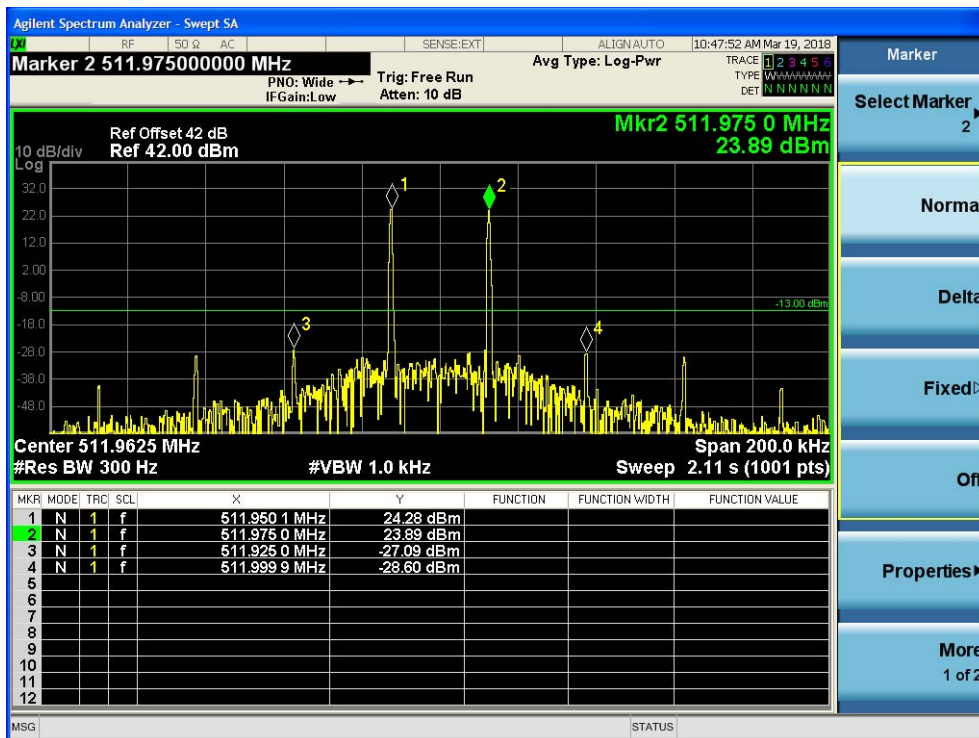 Agilent Spectrum Analyzer - Swept SA
LXI RF 50 Ω AC SENSE:EXT ALIGN AUTO 10:47:52 AM Mar 19, 2018
Marker 2 511.975000000 MHz
PNO: Wide
IFGain:Low
Trig: Free Run
Atten: 10 dB
Avg Type: Log-Pwr
TRACE 1 2 3 4 5 6
TYPE W
DET N N N N N N
Mkr2 511.975 0 MHz
23.89 dBm
Ref Offset 42 dB
10 dB/div Ref 42.00 dBm
Log
32.0
22.0
12.0
2.00
-8.00
-18.0
-28.0
-38.0
-48.0
1
2
3
4
-13.00 dBm
Center 511.9625 MHz Span 200.0 kHz
#Res BW 300 Hz #VBW 1.0 kHz Sweep 2.11 s (1001 pts)
MKR MODE TRC SCL X Y FUNCTION FUNCTION WIDTH FUNCTION VALUE
1 N 1 f 511.950 1 MHz 24.28 dBm
2 N 1 f 511.975 0 MHz 23.89 dBm
3 N 1 f 511.925 0 MHz -27.09 dBm
4 N 1 f 511.999 9 MHz -28.60 dBm
5
6
7
8
9
10
11
12
MSG STATUS
Marker
Select Marker
2
Norma
Delta
Fixed
Off
Properties
More
1 of 2